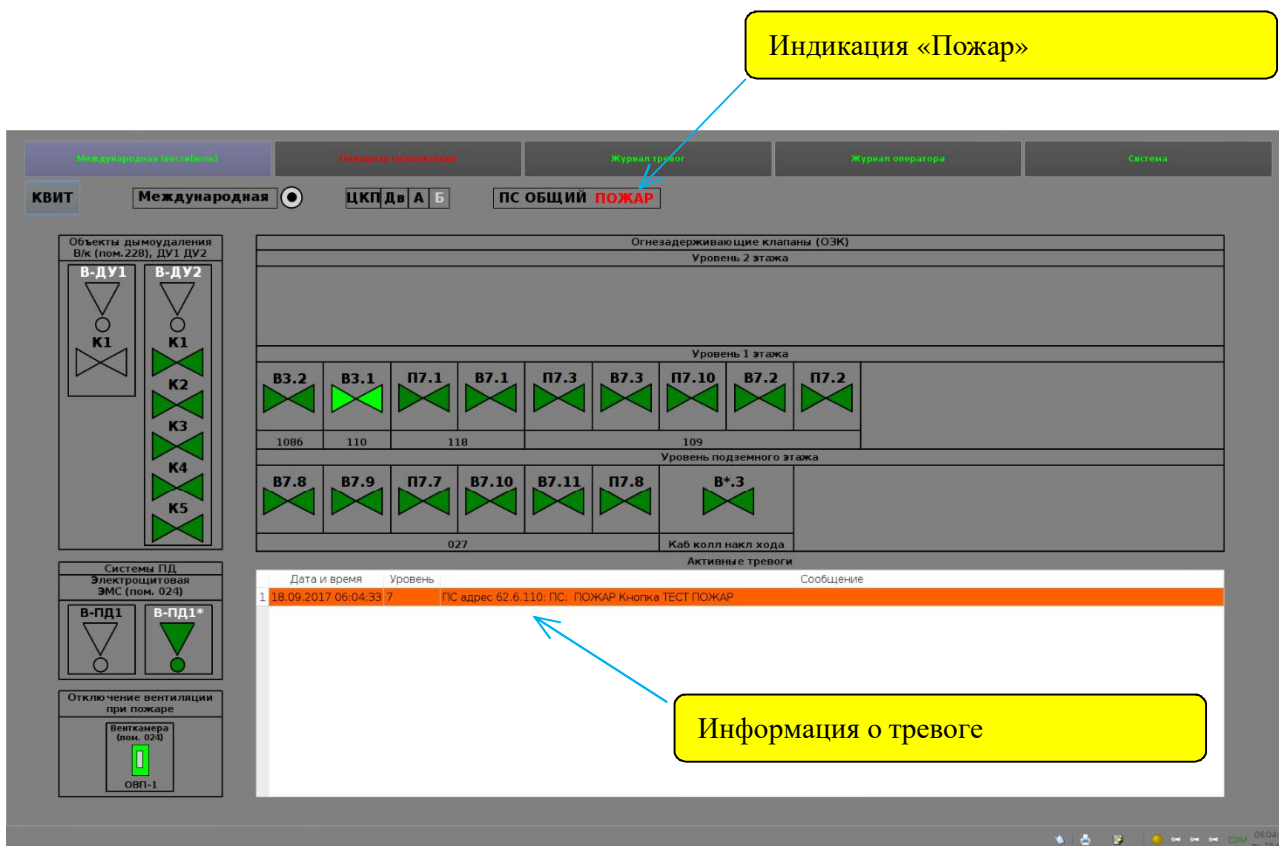 Индикация «Пожар»
Международная (вестибюль) Пожарная сигнализация Журнал тревог Журнал оператора Система
КВИТ Международная ЦКП Дв А Б ПС ОБЩИЙ ПОЖАР
Объекты дымоудаления
В/к (пом.228), ДУ1 ДУ2
В-ДУ1 В-ДУ2
К1 К1
К2
К3
К4
К5
Огнезадерживающие клапаны (ОЗК)
Уровень 2 этажа
Уровень 1 этажа
В3.2 В3.1 П7.1 В7.1 П7.3 В7.3 П7.10 В7.2 П7.2
108б 110 118 109
Уровень подземного этажа
В7.8 В7.9 П7.7 В7.10 В7.11 П7.8 В*.3
027 Каб колл накл хода
Системы ПД
Электрощитовая
ЭМС (пом. 024)
В-ПД1 В-ПД1*
Отключение вентиляции
при пожаре
Венткамера
(пом. 024)
ОВП-1
Активные тревоги
Дата и время Уровень Сообщение
1 18.09.2017 06:04:33 7 ПС адрес 62.6.110: ПС: ПОЖАР Кнопка ТЕСТ ПОЖАР
Информация о тревоге
СЭМ 06:04